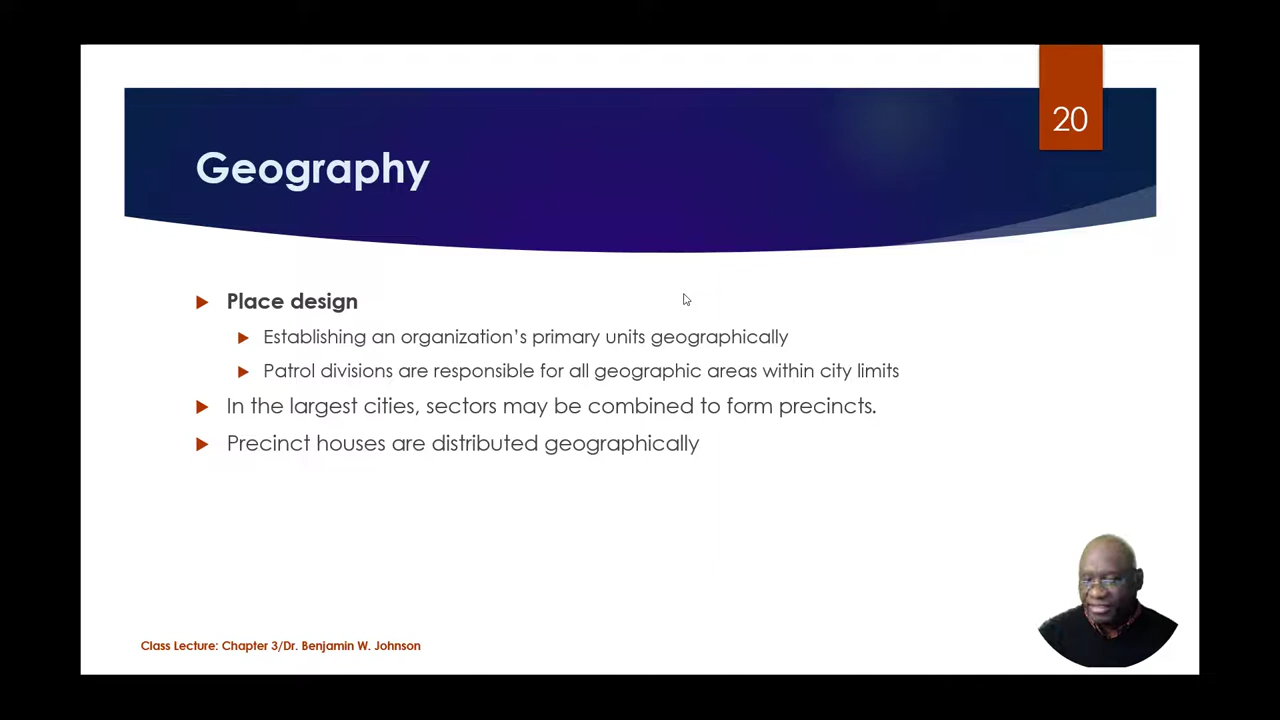 20
Geography
Place design
Establishing an organization’s primary units geographically
Patrol divisions are responsible for all geographic areas within city limits
In the largest cities, sectors may be combined to form precincts.
Precinct houses are distributed geographically
Class Lecture: Chapter 3/Dr. Benjamin W. Johnson